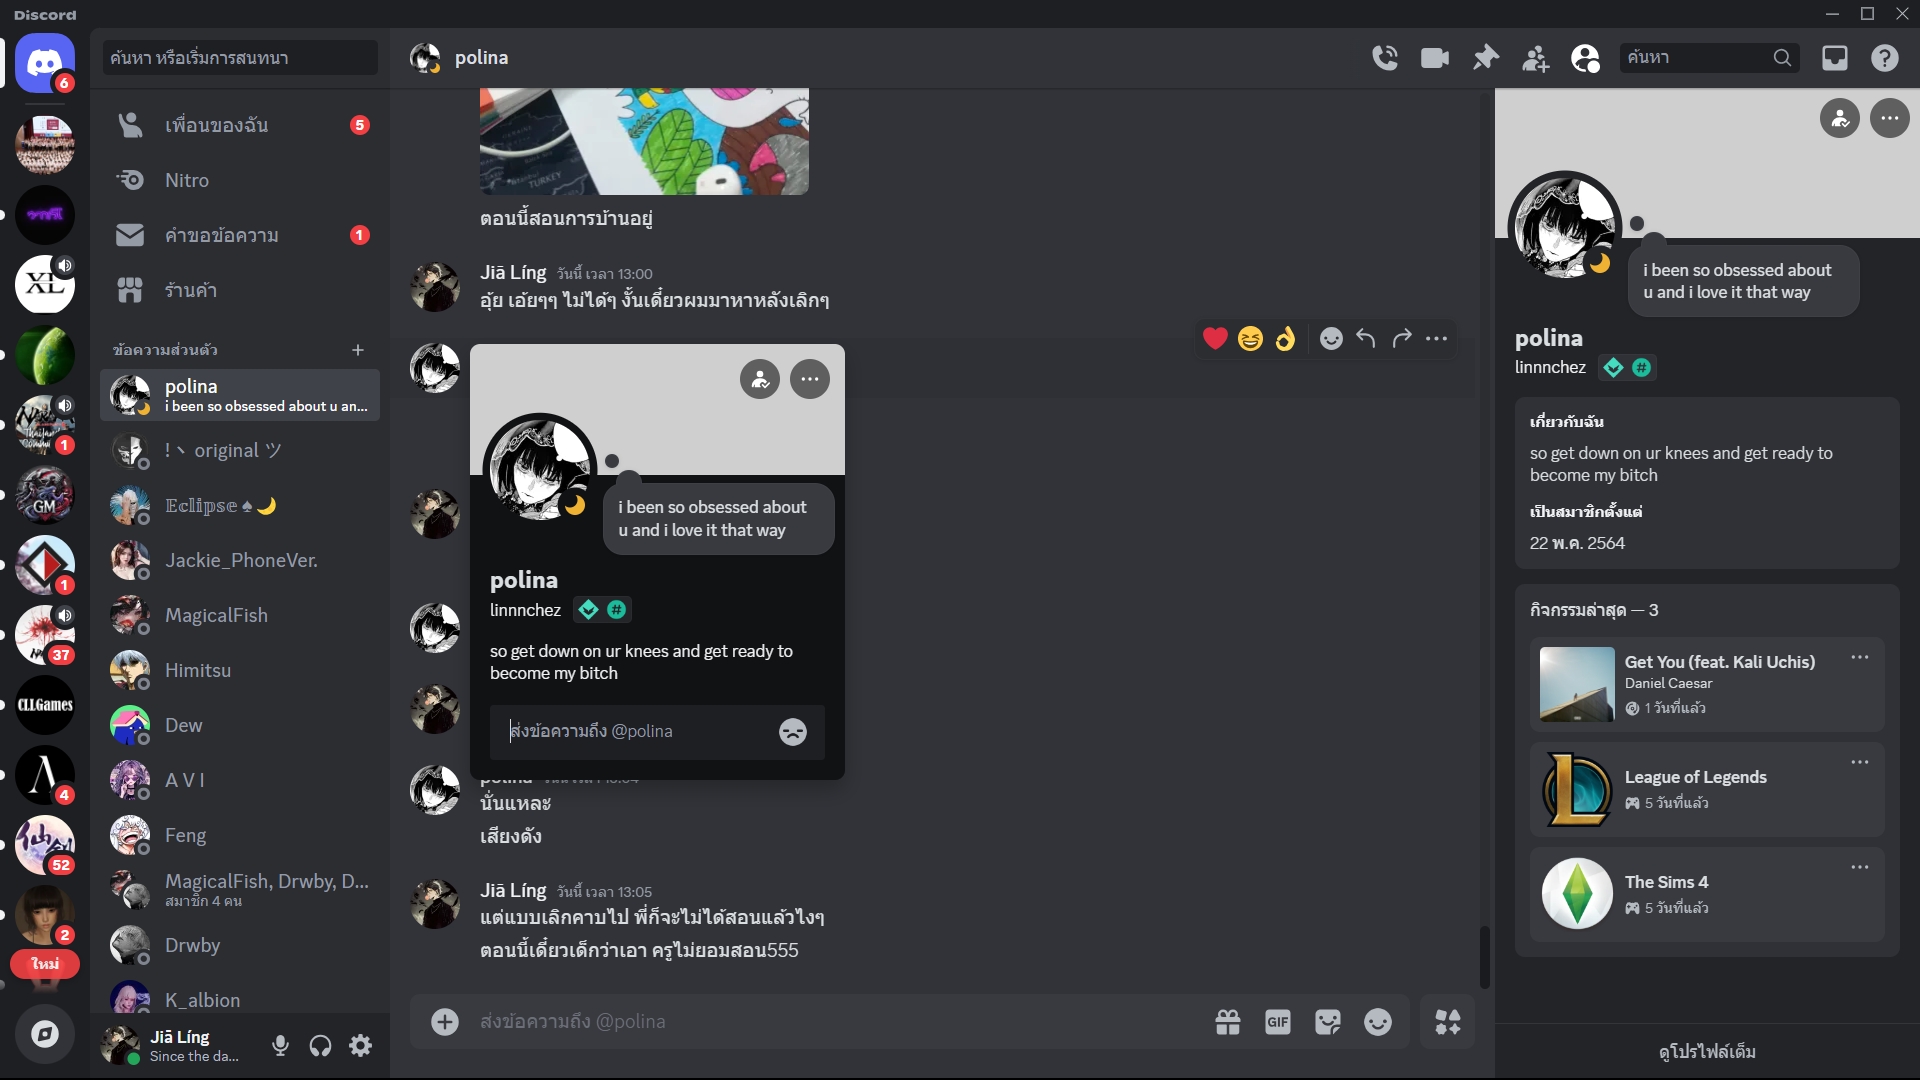 Discord
6
ค้นหา หรือเริ่มการสนทนา
polina
ค้นหา
เพื่อนของฉัน
5
Nitro
คำขอข้อความ
1
ร้านค้า
ข้อความส่วนตัว
polina
i been so obsessed about u an...
!ヽ original ツ
𝔼𝕔𝕝𝕚𝕡𝕤𝕖 ♠ 🌙
Jackie_PhoneVer.
MagicalFish
Himitsu
Dew
A V I
Feng
MagicalFish, Drwby, D...
สมาชิก 4 คน
Drwby
K_albion
Jiā Líng
Since the da...
XL
1
GM
1
37
CLLGames
4
52
2
ใหม่
TURKEY
ตอนนี้สอนการบ้านอยู่
Jiā Líng วันนี้ เวลา 13:00
อุ้ย เอ้ยๆๆ ไม่ได้ๆ งั้นเดี๋ยวผมมาหาหลังเลิกๆ
i been so obsessed about
u and i love it that way
polina
linnnchez
#
so get down on ur knees and get ready to
become my bitch
ส่งข้อความถึง @polina
นั่นแหละ
เสียงดัง
Jiā Líng วันนี้ เวลา 13:05
แต่แบบเลิกคาบไป พี่ก็จะไม่ได้สอนแล้วไงๆ
ตอนนี้เดี๋ยวเด็กว่าเอา ครูไม่ยอมสอน555
ส่งข้อความถึง @polina
GIF
i been so obsessed about
u and i love it that way
polina
linnnchez
#
เกี่ยวกับฉัน
so get down on ur knees and get ready to
become my bitch
เป็นสมาชิกตั้งแต่
22 พ.ค. 2564
กิจกรรมล่าสุด — 3
Get You (feat. Kali Uchis)
Daniel Caesar
1 วันที่แล้ว
League of Legends
5 วันที่แล้ว
The Sims 4
5 วันที่แล้ว
ดูโปรไฟล์เต็ม